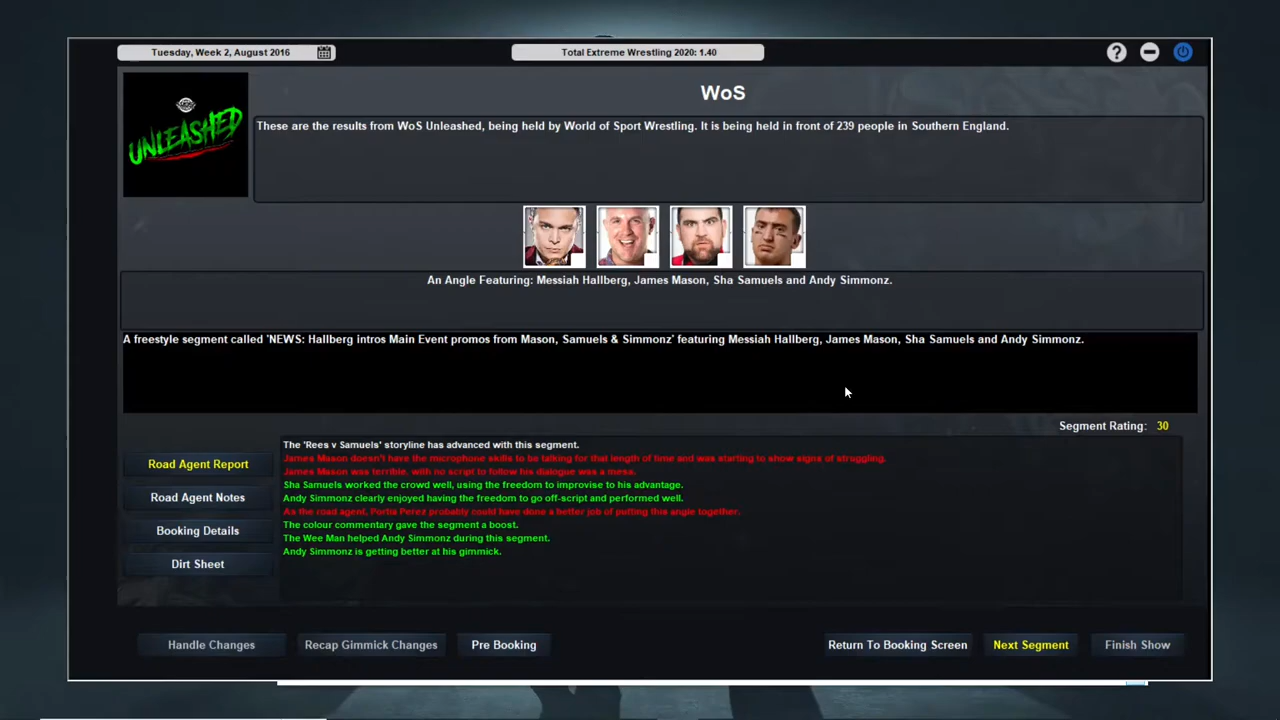 Tuesday, Week 2, August 2016
Total Extreme Wrestling 2020: 1.40
?
UNLEASHED
WoS
These are the results from WoS Unleashed, being held by World of Sport Wrestling. It is being held in front of 239 people in Southern England.
An Angle Featuring: Messiah Hallberg, James Mason, Sha Samuels and Andy Simmonz.
A freestyle segment called 'NEWS: Hallberg intros Main Event promos from Mason, Samuels & Simmonz' featuring Messiah Hallberg, James Mason, Sha Samuels and Andy Simmonz.
Segment Rating: 30
Road Agent Report
Road Agent Notes
Booking Details
Dirt Sheet
The 'Rees v Samuels' storyline has advanced with this segment.
James Mason doesn't have the microphone skills to be talking for that length of time and was starting to show signs of struggling.
James Mason was terrible, with no script to follow his dialogue was a mess.
Sha Samuels worked the crowd well, using the freedom to improvise to his advantage.
Andy Simmonz clearly enjoyed having the freedom to go off-script and performed well.
As the road agent, Portia Perez probably could have done a better job of putting this angle together.
The colour commentary gave the segment a boost.
The Wee Man helped Andy Simmonz during this segment.
Andy Simmonz is getting better at his gimmick.
Handle Changes
Recap Gimmick Changes
Pre Booking
Return To Booking Screen
Next Segment
Finish Show